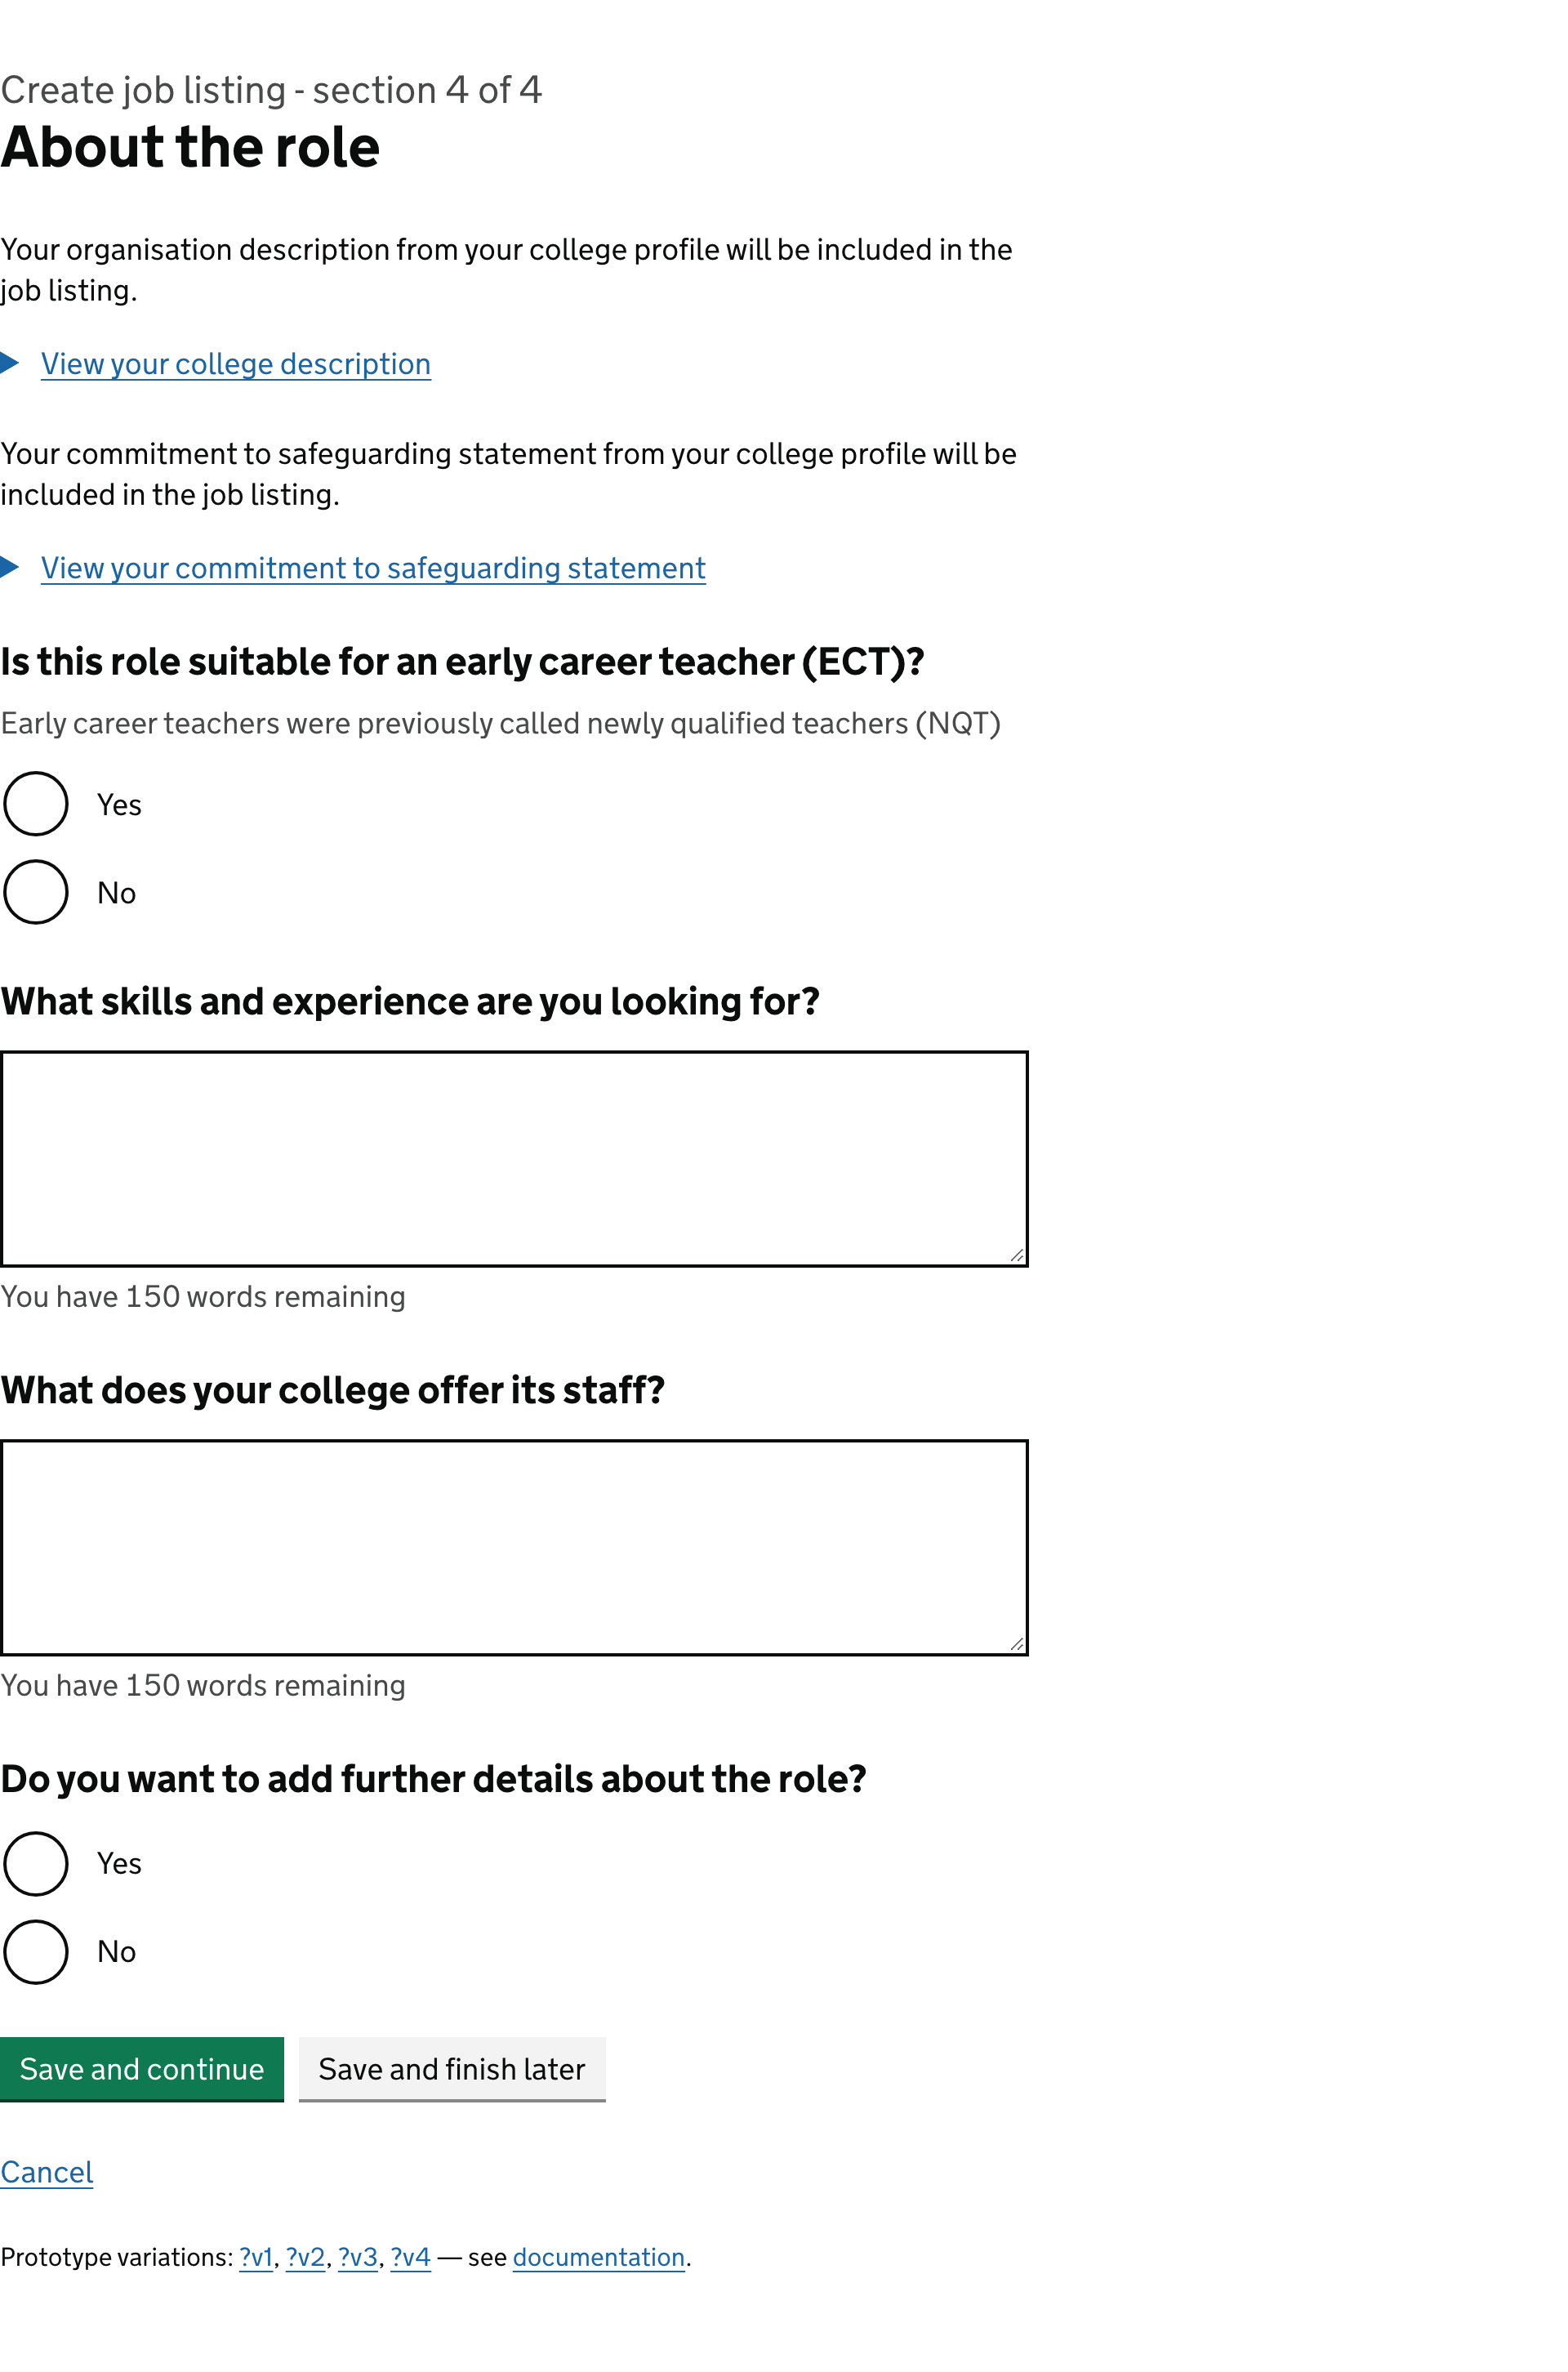 Create job listing - section 4 of 4
About the role
Your organisation description from your college profile will be included in the
job listing.
View your college description
Your commitment to safeguarding statement from your college profile will be
included in the job listing.
View your commitment to safeguarding statement
Is this role suitable for an early career teacher (ECT)?
Early career teachers were previously called newly qualified teachers (NQT)
Yes
No
What skills and experience are you looking for?
You have 150 words remaining
What does your college offer its staff?
You have 150 words remaining
Do you want to add further details about the role?
Yes
No
Save and continue Save and finish later
Cancel
Prototype variations: ?v1, ?v2, ?v3, ?v4 — see documentation.